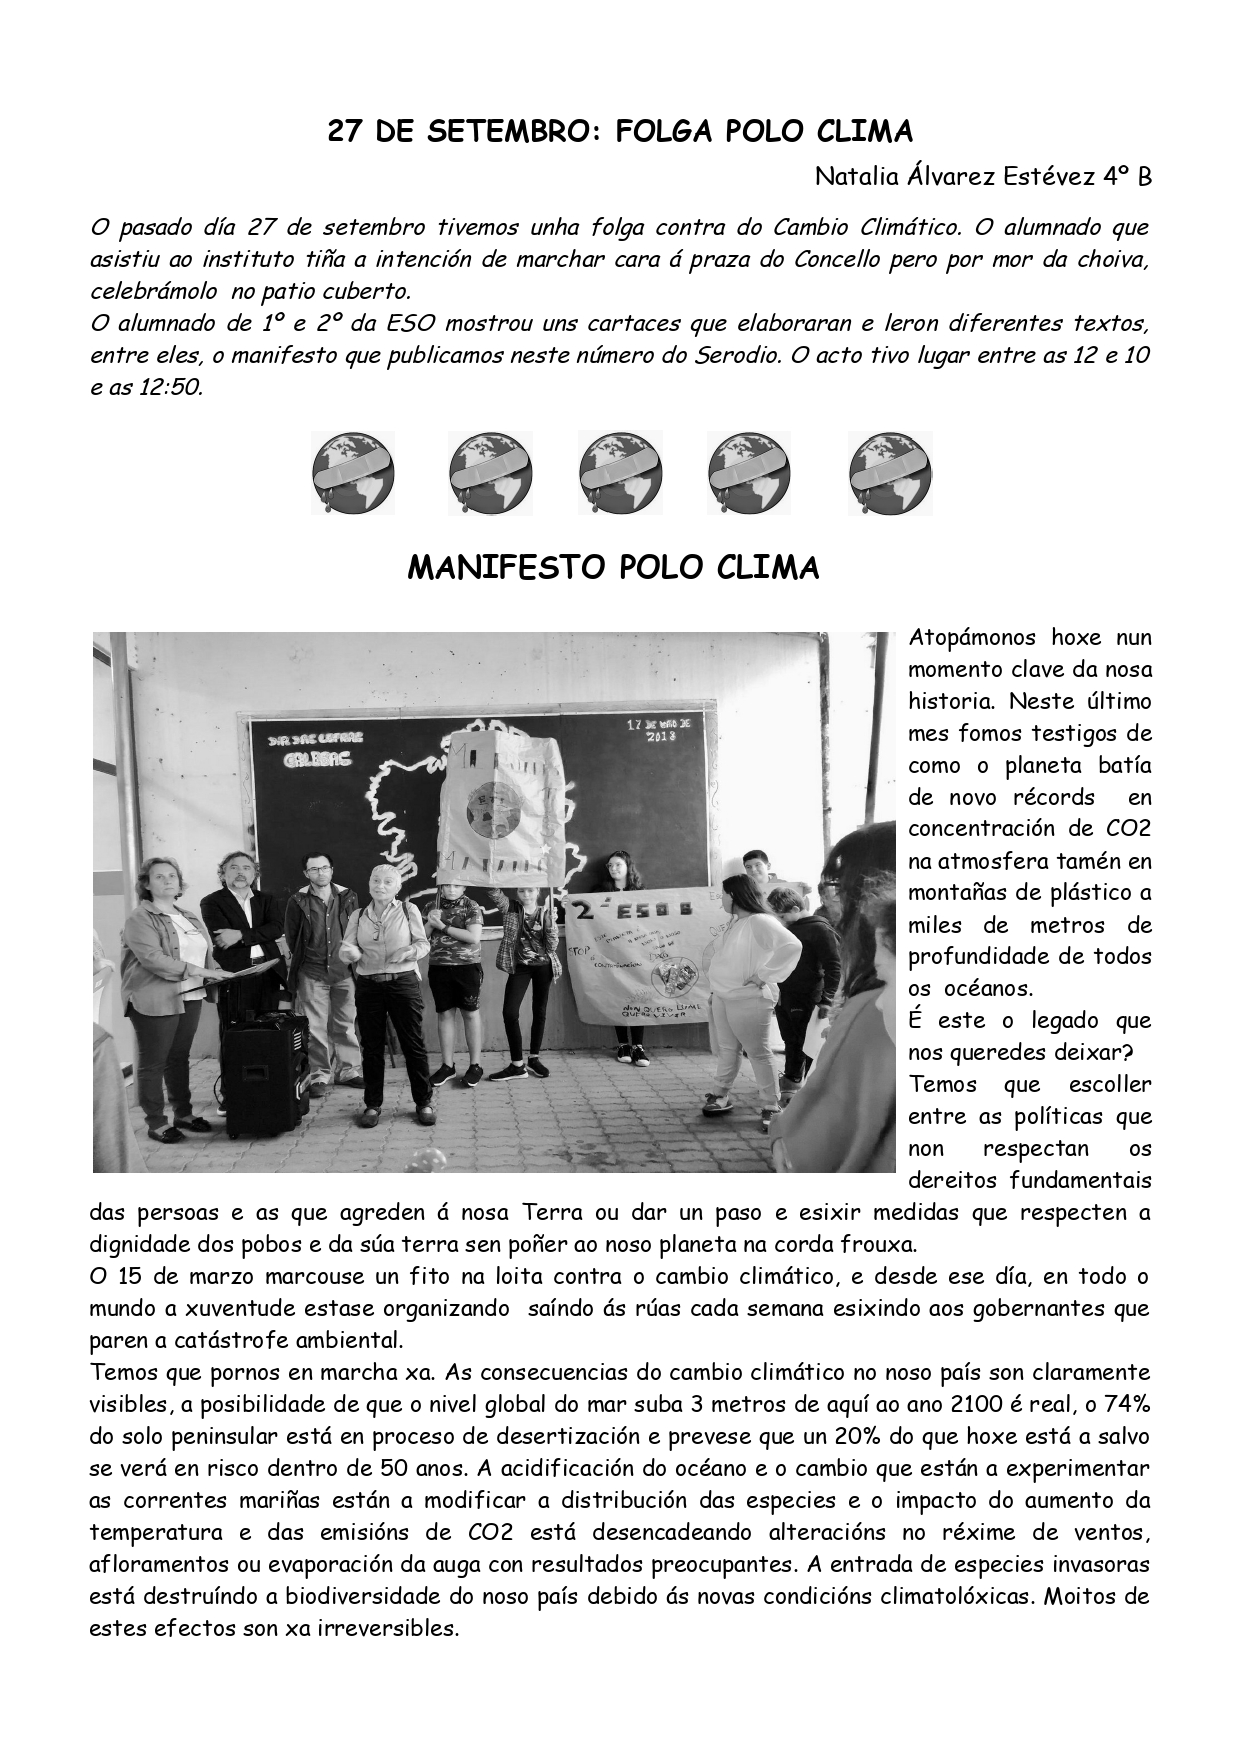 27 DE SETEMBRO: FOLGA POLO CLIMA
Natalia Álvarez Estévez 4º B
O pasado día 27 de setembro tivemos unha folga contra do Cambio Climático. O alumnado que
asistiu ao instituto tiña a intención de marchar cara á praza do Concello pero por mor da choiva,
celebrámolo no patio cuberto.
O alumnado de 1º e 2º da ESO mostrou uns cartaces que elaboraran e leron diferentes textos,
entre eles, o manifesto que publicamos neste número do Serodio. O acto tivo lugar entre as 12 e 10
e as 12:50.
MANIFESTO POLO CLIMA
17 DE MAIO DE
2018
2º ESO B
STOP
CONTAMINACIÓN
NON QUERO LUME
QUERO VIVIR
Atopámonos hoxe nun
momento clave da nosa
historia. Neste último
mes fomos testigos de
como o planeta batía
de novo récords en
concentración de CO2
na atmosfera tamén en
montañas de plástico a
miles de metros de
profundidade de todos
os océanos.
É este o legado que
nos queredes deixar?
Temos que escoller
entre as políticas que
non respectan os
dereitos fundamentais
das persoas e as que agreden á nosa Terra ou dar un paso e esixir medidas que respecten a
dignidade dos pobos e da súa terra sen poñer ao noso planeta na corda frouxa.
O 15 de marzo marcouse un fito na loita contra o cambio climático, e desde ese día, en todo o
mundo a xuventude estase organizando saíndo ás rúas cada semana esixindo aos gobernantes que
paren a catástrofe ambiental.
Temos que pornos en marcha xa. As consecuencias do cambio climático no noso país son claramente
visibles, a posibilidade de que o nivel global do mar suba 3 metros de aquí ao ano 2100 é real, o 74%
do solo peninsular está en proceso de desertización e prevese que un 20% do que hoxe está a salvo
se verá en risco dentro de 50 anos. A acidificación do océano e o cambio que están a experimentar
as correntes mariñas están a modificar a distribución das especies e o impacto do aumento da
temperatura e das emisións de CO2 está desencadeando alteracións no réxime de ventos,
afloramentos ou evaporación da auga con resultados preocupantes. A entrada de especies invasoras
está destruíndo a biodiversidade do noso país debido ás novas condicións climatolóxicas. Moitos de
estes efectos son xa irreversibles.